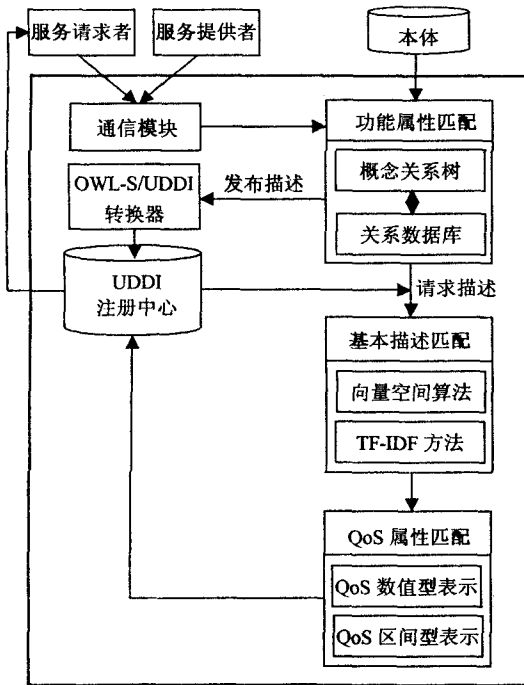 服务请求者
服务提供者
本体
通信模块
功能属性匹配
概念关系树
关系数据库
OWL-S/UDDI
转换器
发布描述
UDDI
注册中心
请求描述
基本描述匹配
向量空间算法
TF-IDF 方法
QoS 属性匹配
QoS 数值型表示
QoS 区间型表示